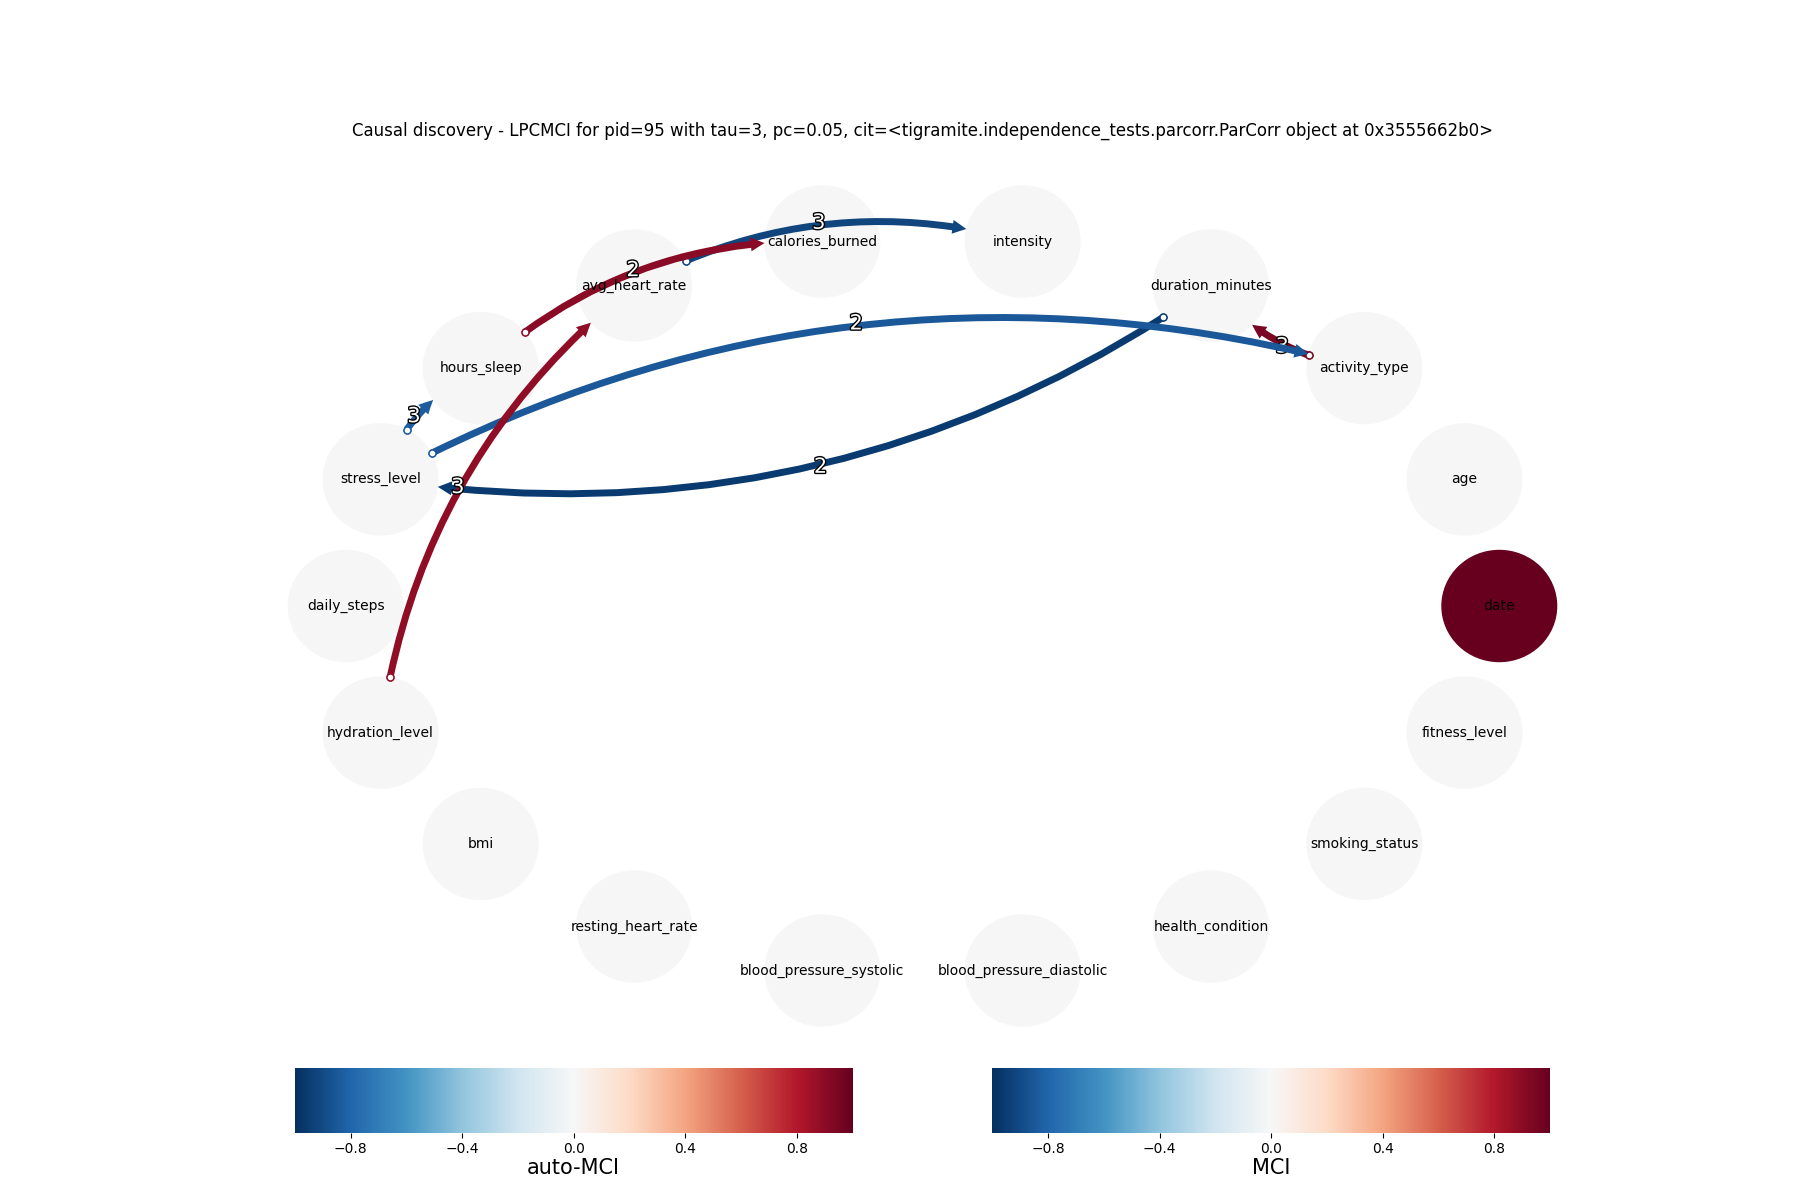 Causal discovery - LPCMCI for pid=95 with tau=3, pc=0.05, cit=<tigramite.independence_tests.parcorr.ParCorr object at 0x3555662b0>
3
calories_burned
intensity
2
avg_heart_rate
duration_minutes
2
3
hours_sleep
activity_type
3
2
stress_level
3
age
daily_steps
date
hydration_level
fitness_level
bmi
smoking_status
resting_heart_rate
health_condition
blood_pressure_systolic
blood_pressure_diastolic
−0.8 −0.4 0.0 0.4 0.8
auto-MCI
−0.8 −0.4 0.0 0.4 0.8
MCI